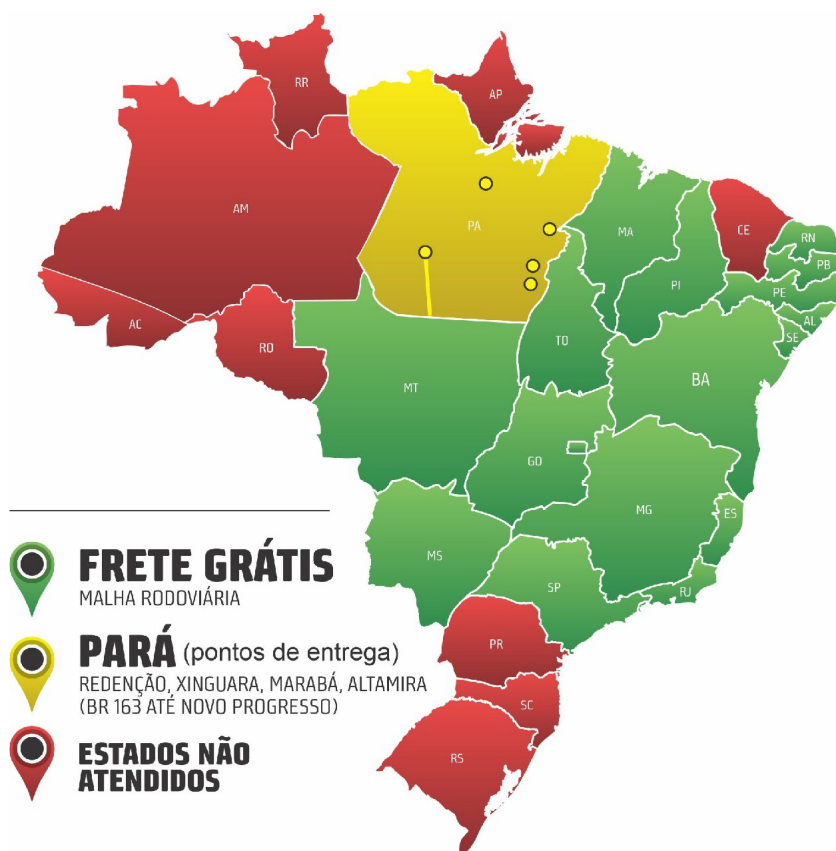 RR
AP
AM
PA
MA
CE
RN
PB
PI
PE
AL
SE
AC
RO
TO
BA
MT
GO
MG
ES
MS
SP
RJ
PR
SC
RS
FRETE GRÁTIS
MALHA RODOVIÁRIA
PARÁ (pontos de entrega)
REDENÇÃO, XINGUARA, MARABÁ, ALTAMIRA
(BR 163 ATÉ NOVO PROGRESSO)
ESTADOS NÃO
ATENDIDOS